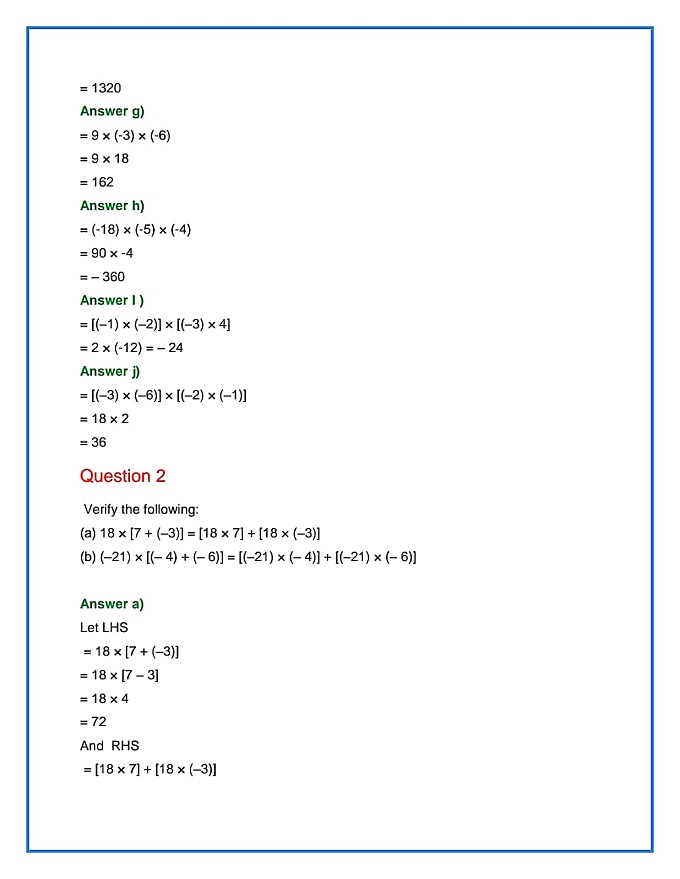 = 1320
Answer g)
= 9 × (-3) × (-6)
= 9 × 18
= 162
Answer h)
= (-18) × (-5) × (-4)
= 90 × -4
= – 360
Answer I )
= [(–1) × (–2)] × [(–3) × 4]
= 2 × (-12) = – 24
Answer j)
= [(–3) × (–6)] × [(–2) × (–1)]
= 18 × 2
= 36
Question 2
Verify the following:
(a) 18 × [7 + (–3)] = [18 × 7] + [18 × (–3)]
(b) (–21) × [(– 4) + (– 6)] = [(–21) × (– 4)] + [(–21) × (– 6)]
Answer a)
Let LHS
= 18 × [7 + (–3)]
= 18 × [7 – 3]
= 18 × 4
= 72
And  RHS
= [18 × 7] + [18 × (–3)]